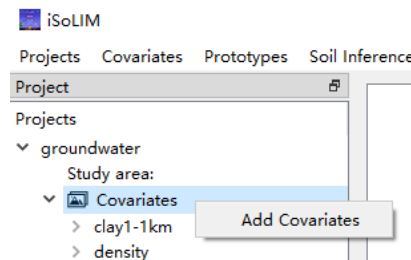 iSoLIM
Projects Covariates Prototypes Soil Inference
Project
Projects
groundwater
Study area:
Covariates
Add Covariates
clay1-1km
density